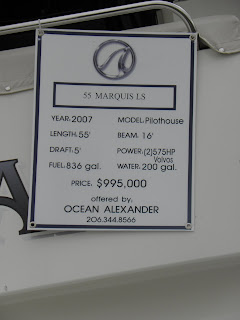 55 MARQUIS LS
YEAR: 2007 MODEL: Pilothouse
LENGTH: 55' BEAM: 16'
DRAFT: 5' POWER: (2)575HP
Volvos
FUEL: 836 gal. WATER: 200 gal.
PRICE: $995,000
offered by:
OCEAN ALEXANDER
206.344.8566
A